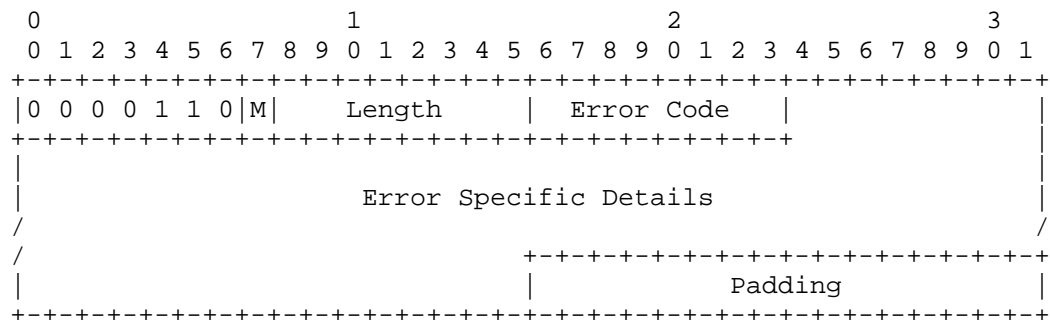 0                   1                   2                   3
 0 1 2 3 4 5 6 7 8 9 0 1 2 3 4 5 6 7 8 9 0 1 2 3 4 5 6 7 8 9 0 1
+-+-+-+-+-+-+-+-+-+-+-+-+-+-+-+-+-+-+-+-+-+-+-+-+-+-+-+-+-+-+-+-+
|0 0 0 0 1 1 0|M|    Length     |  Error Code   |               |
+-+-+-+-+-+-+-+-+-+-+-+-+-+-+-+-+-+-+-+-+-+-+-+-+               |
|                                                               |
|                     Error Specific Details                    |
/                                                               /
/                               +-+-+-+-+-+-+-+-+-+-+-+-+-+-+-+-+
|                               |            Padding            |
+-+-+-+-+-+-+-+-+-+-+-+-+-+-+-+-+-+-+-+-+-+-+-+-+-+-+-+-+-+-+-+-+